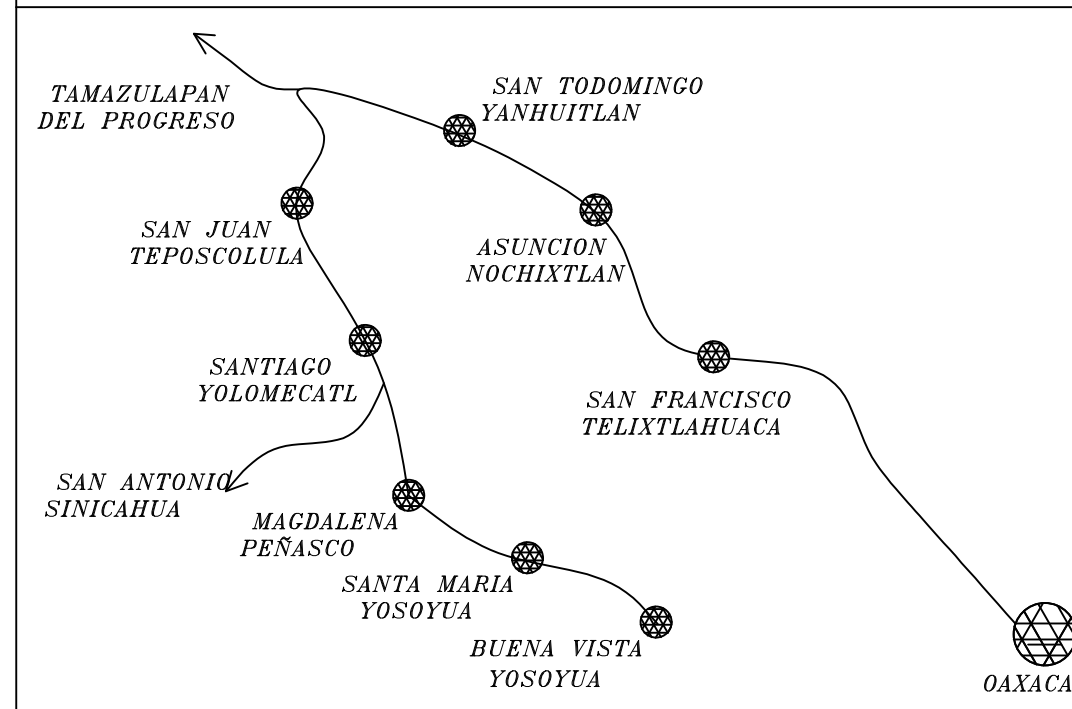 SAN TODOMINGO
YANHUITLAN
TAMAZULAPAN
DEL PROGRESO
SAN JUAN
TEPOSCOLULA
ASUNCION
NOCHIXTLAN
SANTIAGO
YOLOMECATL
SAN FRANCISCO
TELIXTLAHUACA
SAN ANTONIO
SINICAHUA
MAGDALENA
PEÑASCO
SANTA MARIA
YOSOYUA
BUENA VISTA
YOSOYUA
OAXACA